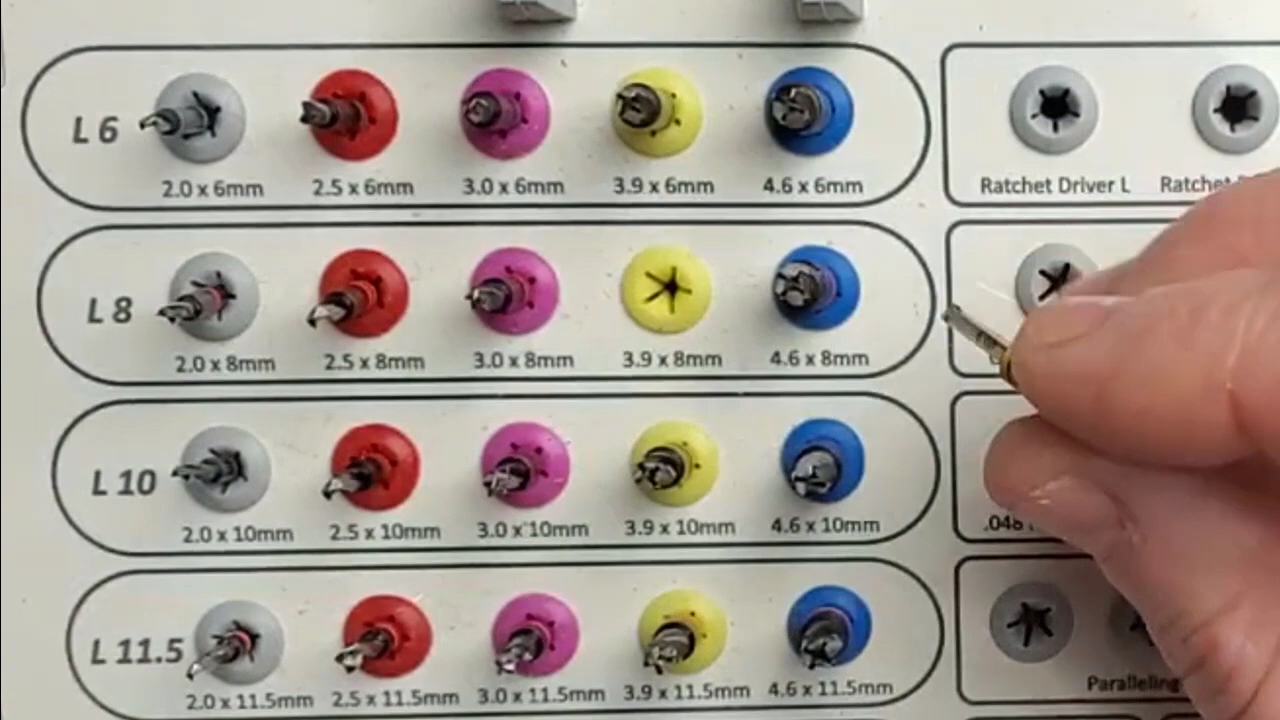 L 6
2.0 x 6mm 2.5 x 6mm 3.0 x 6mm 3.9 x 6mm 4.6 x 6mm
Ratchet Driver L Ratchet
L 8
2.0 x 8mm 2.5 x 8mm 3.0 x 8mm 3.9 x 8mm 4.6 x 8mm
L 10
2.0 x 10mm 2.5 x 10mm 3.0 x 10mm 3.9 x 10mm 4.6 x 10mm
.048
L 11.5
2.0 x 11.5mm 2.5 x 11.5mm 3.0 x 11.5mm 3.9 x 11.5mm 4.6 x 11.5mm
Paralleling